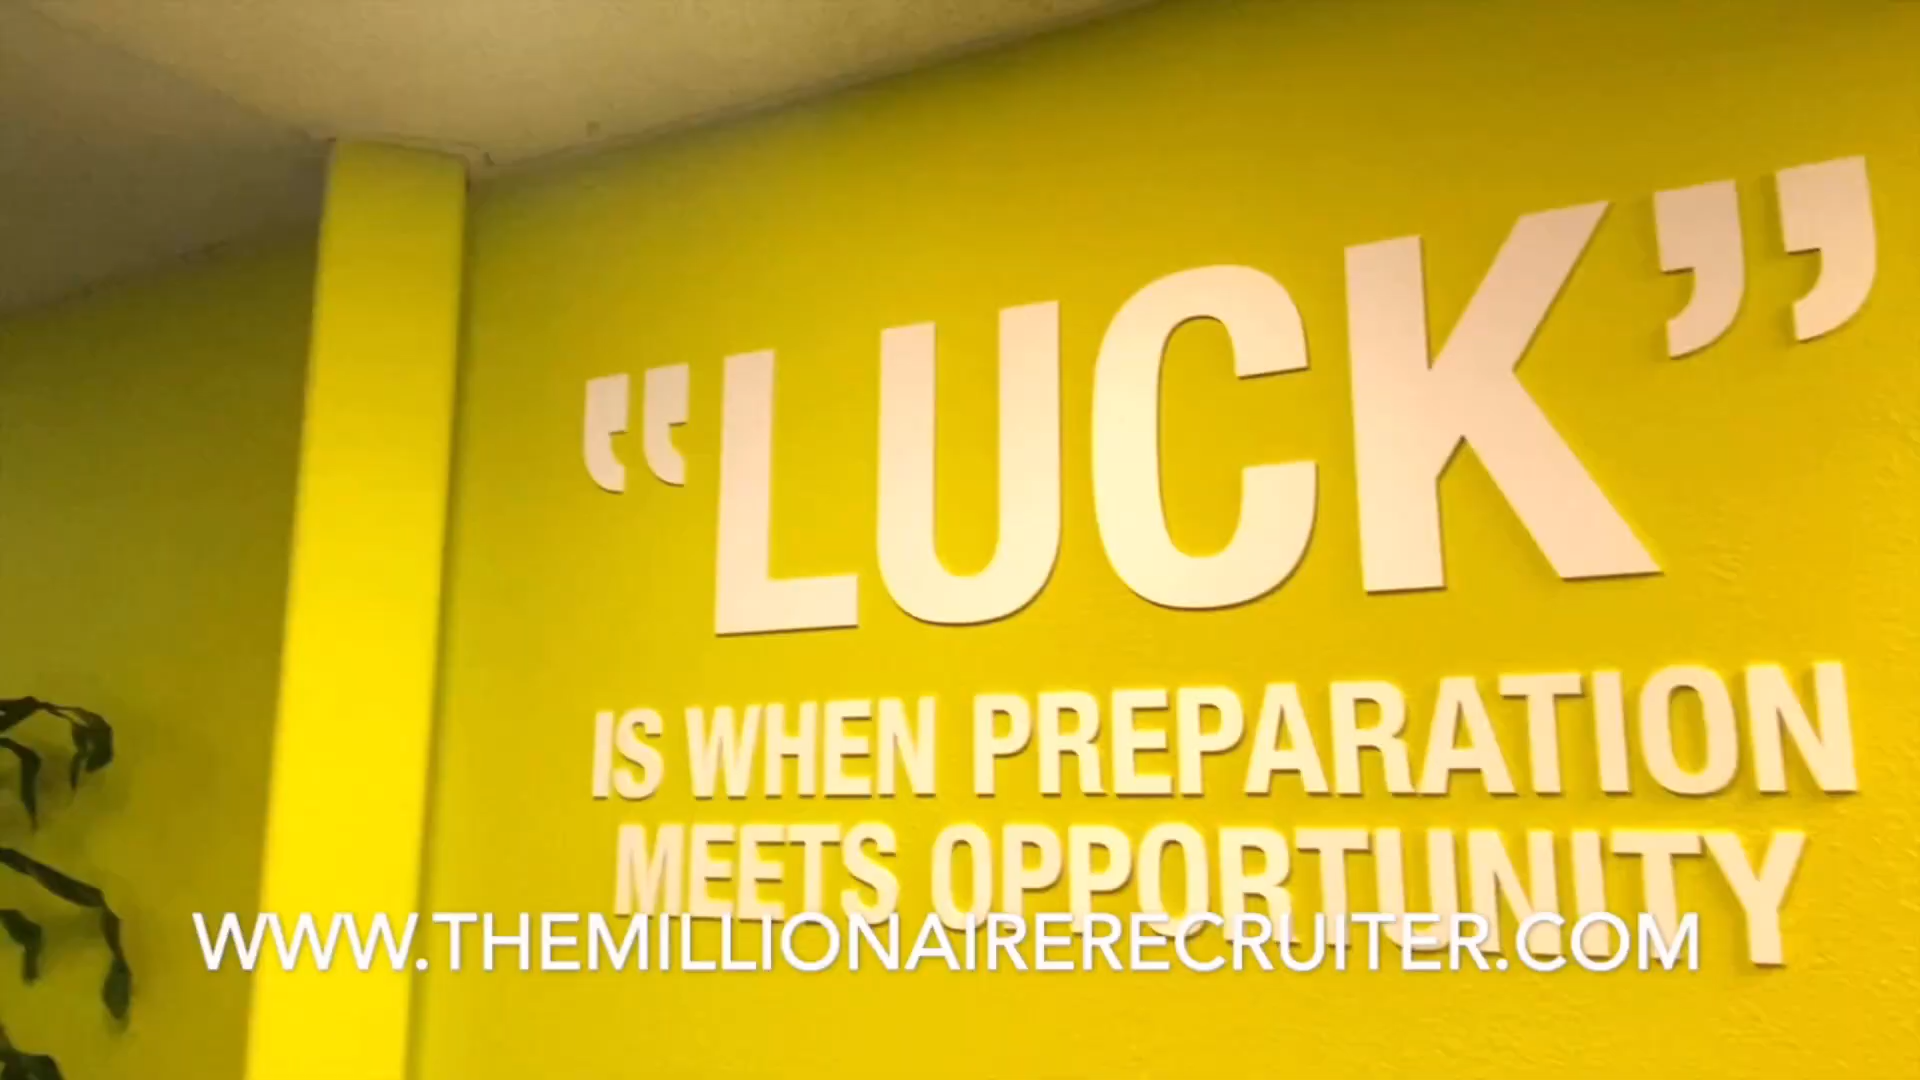 “LUCK”
IS WHEN PREPARATION
MEETS OPPORTUNITY
WWW.THEMILLIONAIRERECRUITER.COM